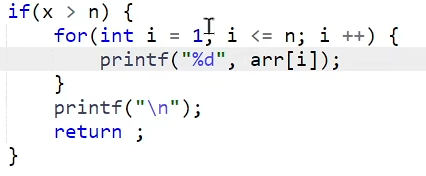 if(x > n) {
    for(int i = 1; i <= n; i ++) {
        printf("%d", arr[i]);
    }
    printf("\n");
    return ;
}